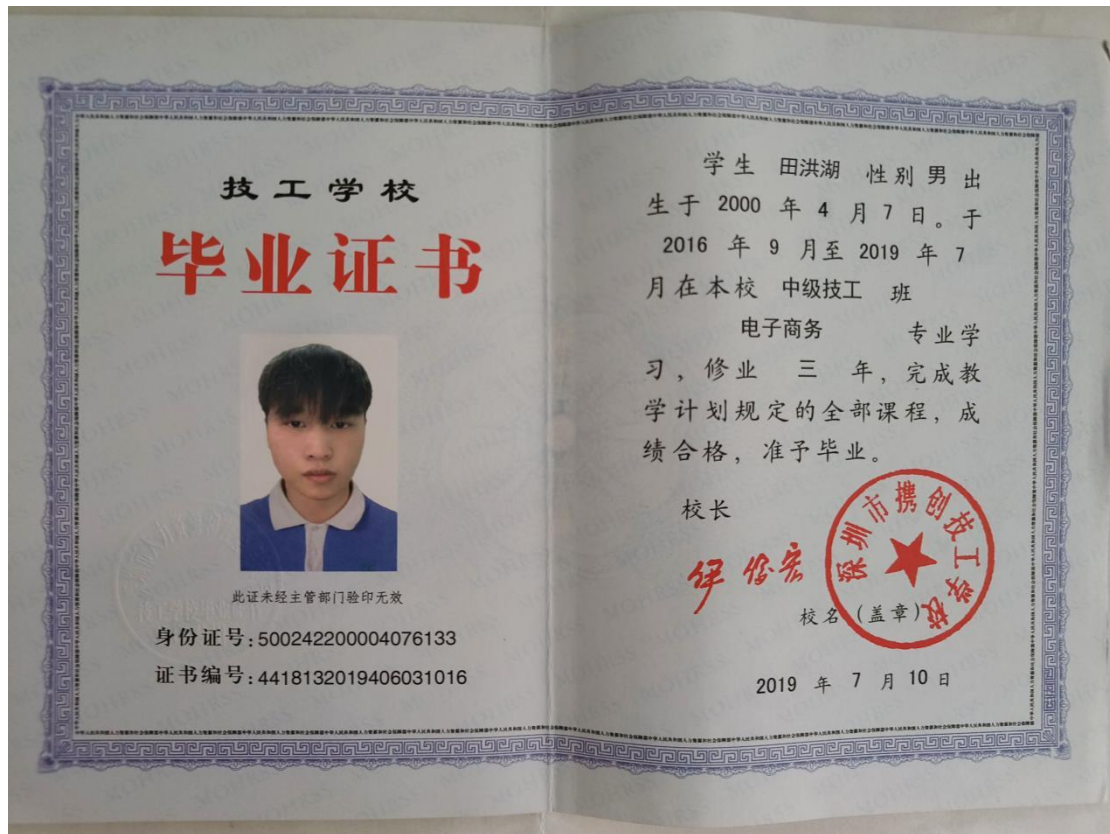 技工学校
毕业证书
此证未经主管部门验印无效
身份证号:500242200004076133
证书编号:4418132019406031016
学生 田洪湖 性别 男 出
生于 2000 年 4 月 7 日。于
2016 年 9 月至 2019 年 7
月在本校 中级技工 班
电子商务 专业学
习，修业 三 年，完成教
学计划规定的全部课程，成
绩合格，准予毕业。
校长
深圳市携创技工学校
校名（盖章）
2019 年 7 月 10 日